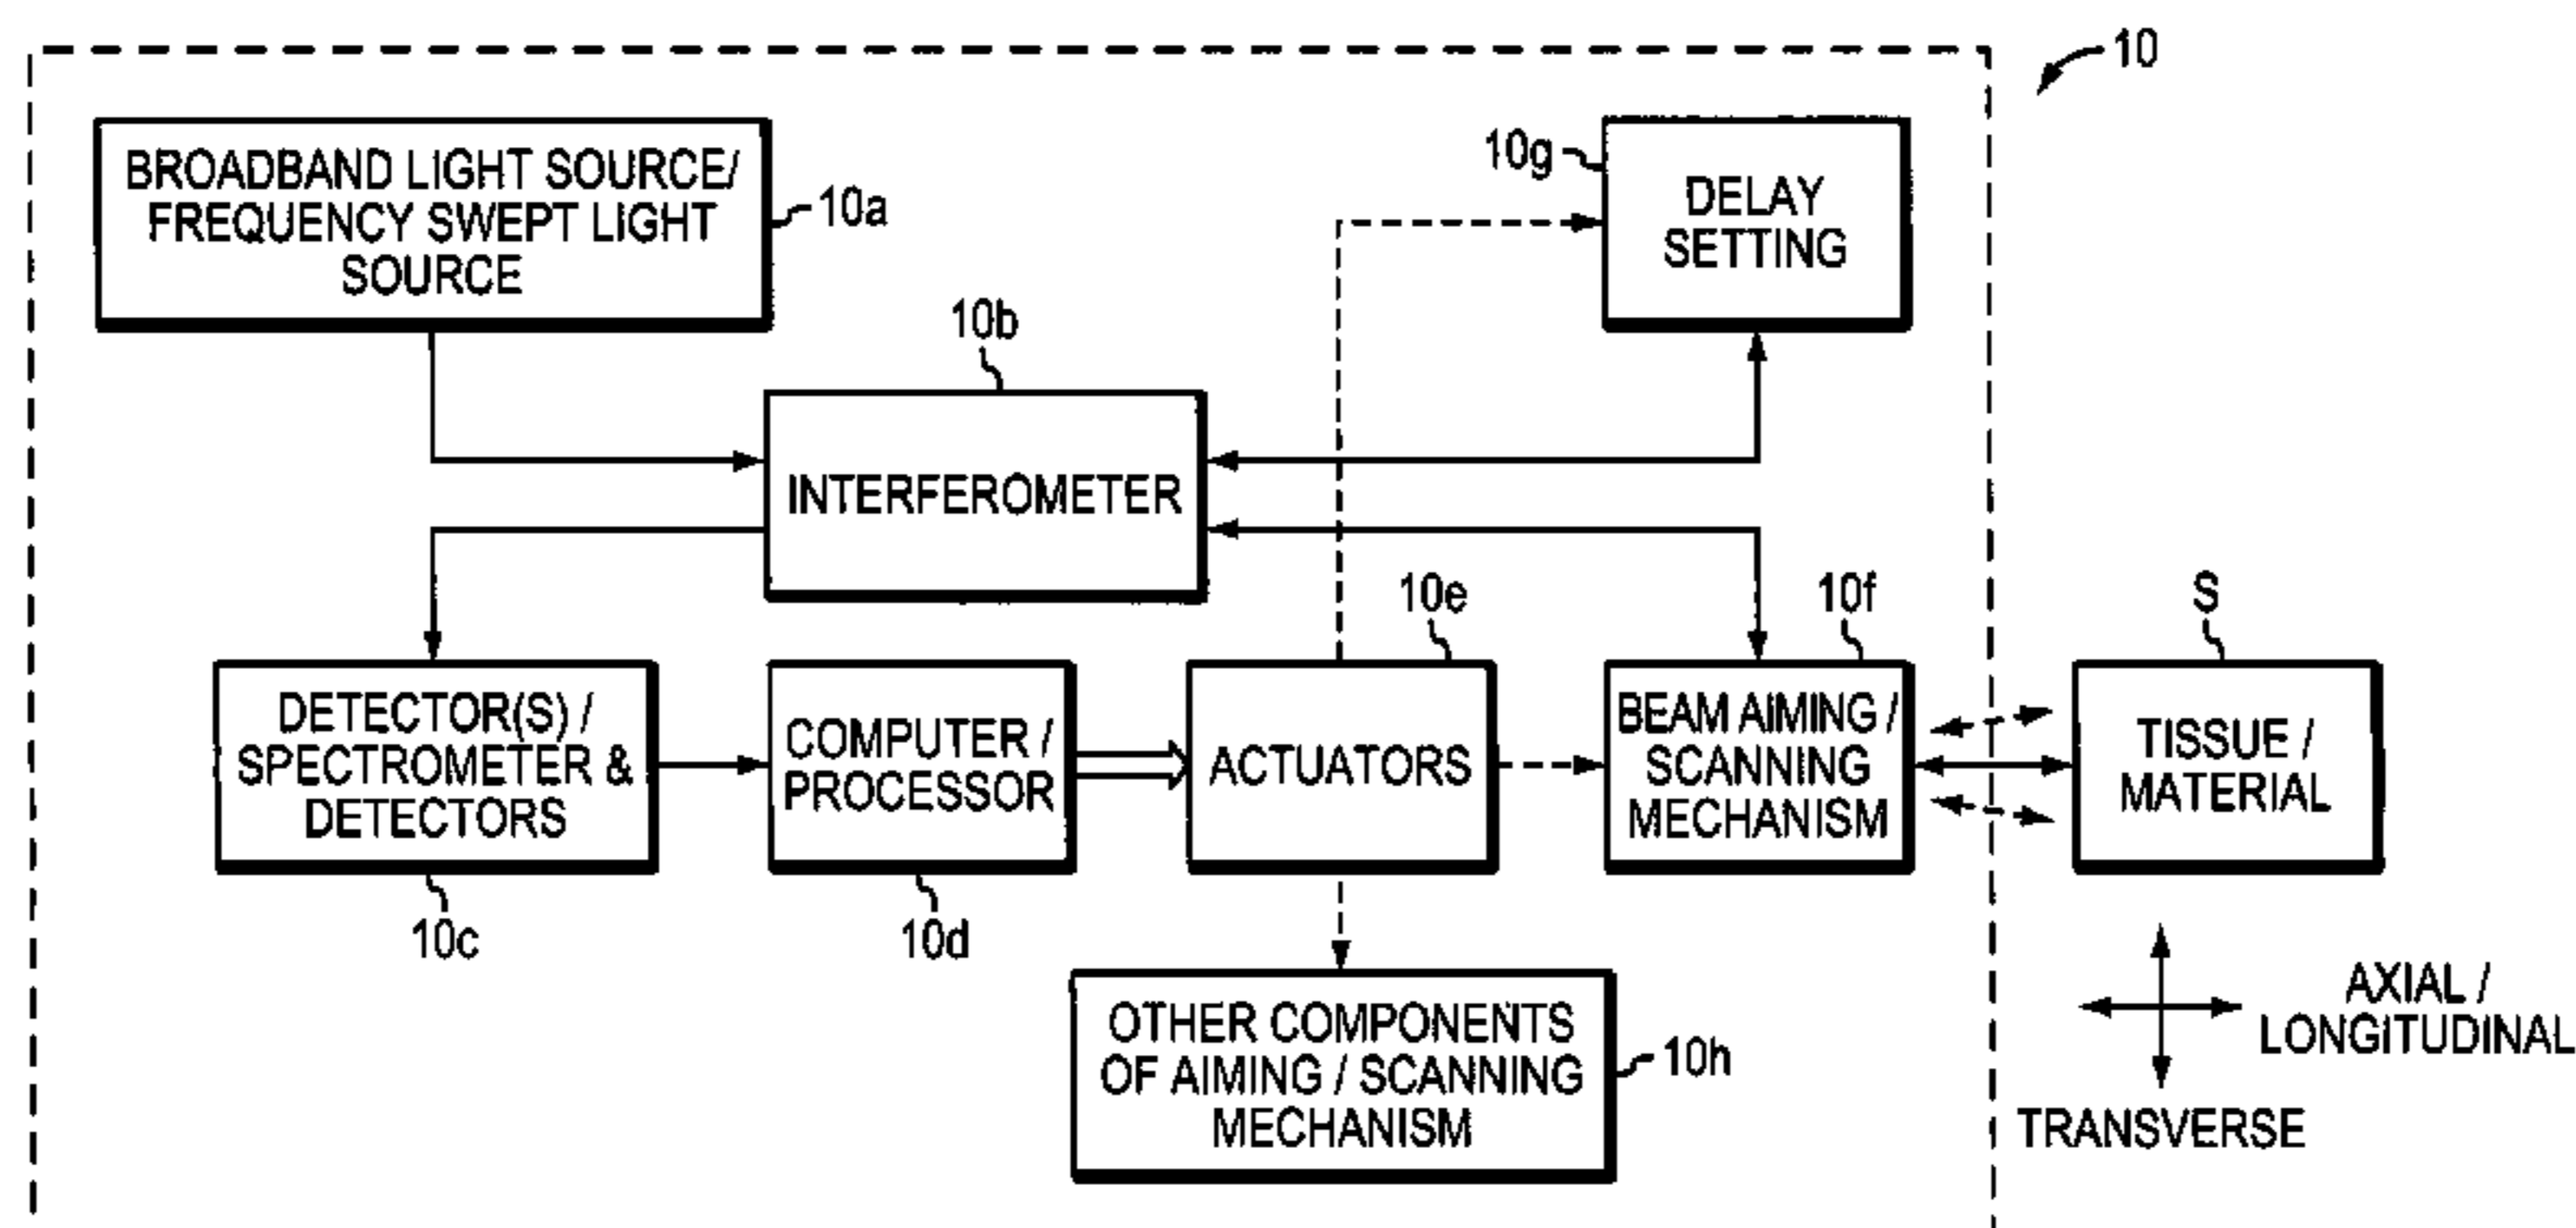 10
BROADBAND LIGHT SOURCE/
FREQUENCY SWEPT LIGHT
SOURCE
10a
10g
DELAY
SETTING
10b
INTERFEROMETER
10e
10f
S
DETECTOR(S) /
SPECTROMETER &
DETECTORS
COMPUTER /
PROCESSOR
ACTUATORS
BEAM AIMING /
SCANNING
MECHANISM
TISSUE /
MATERIAL
10c
10d
OTHER COMPONENTS
OF AIMING / SCANNING
MECHANISM
10h
AXIAL /
LONGITUDINAL
TRANSVERSE